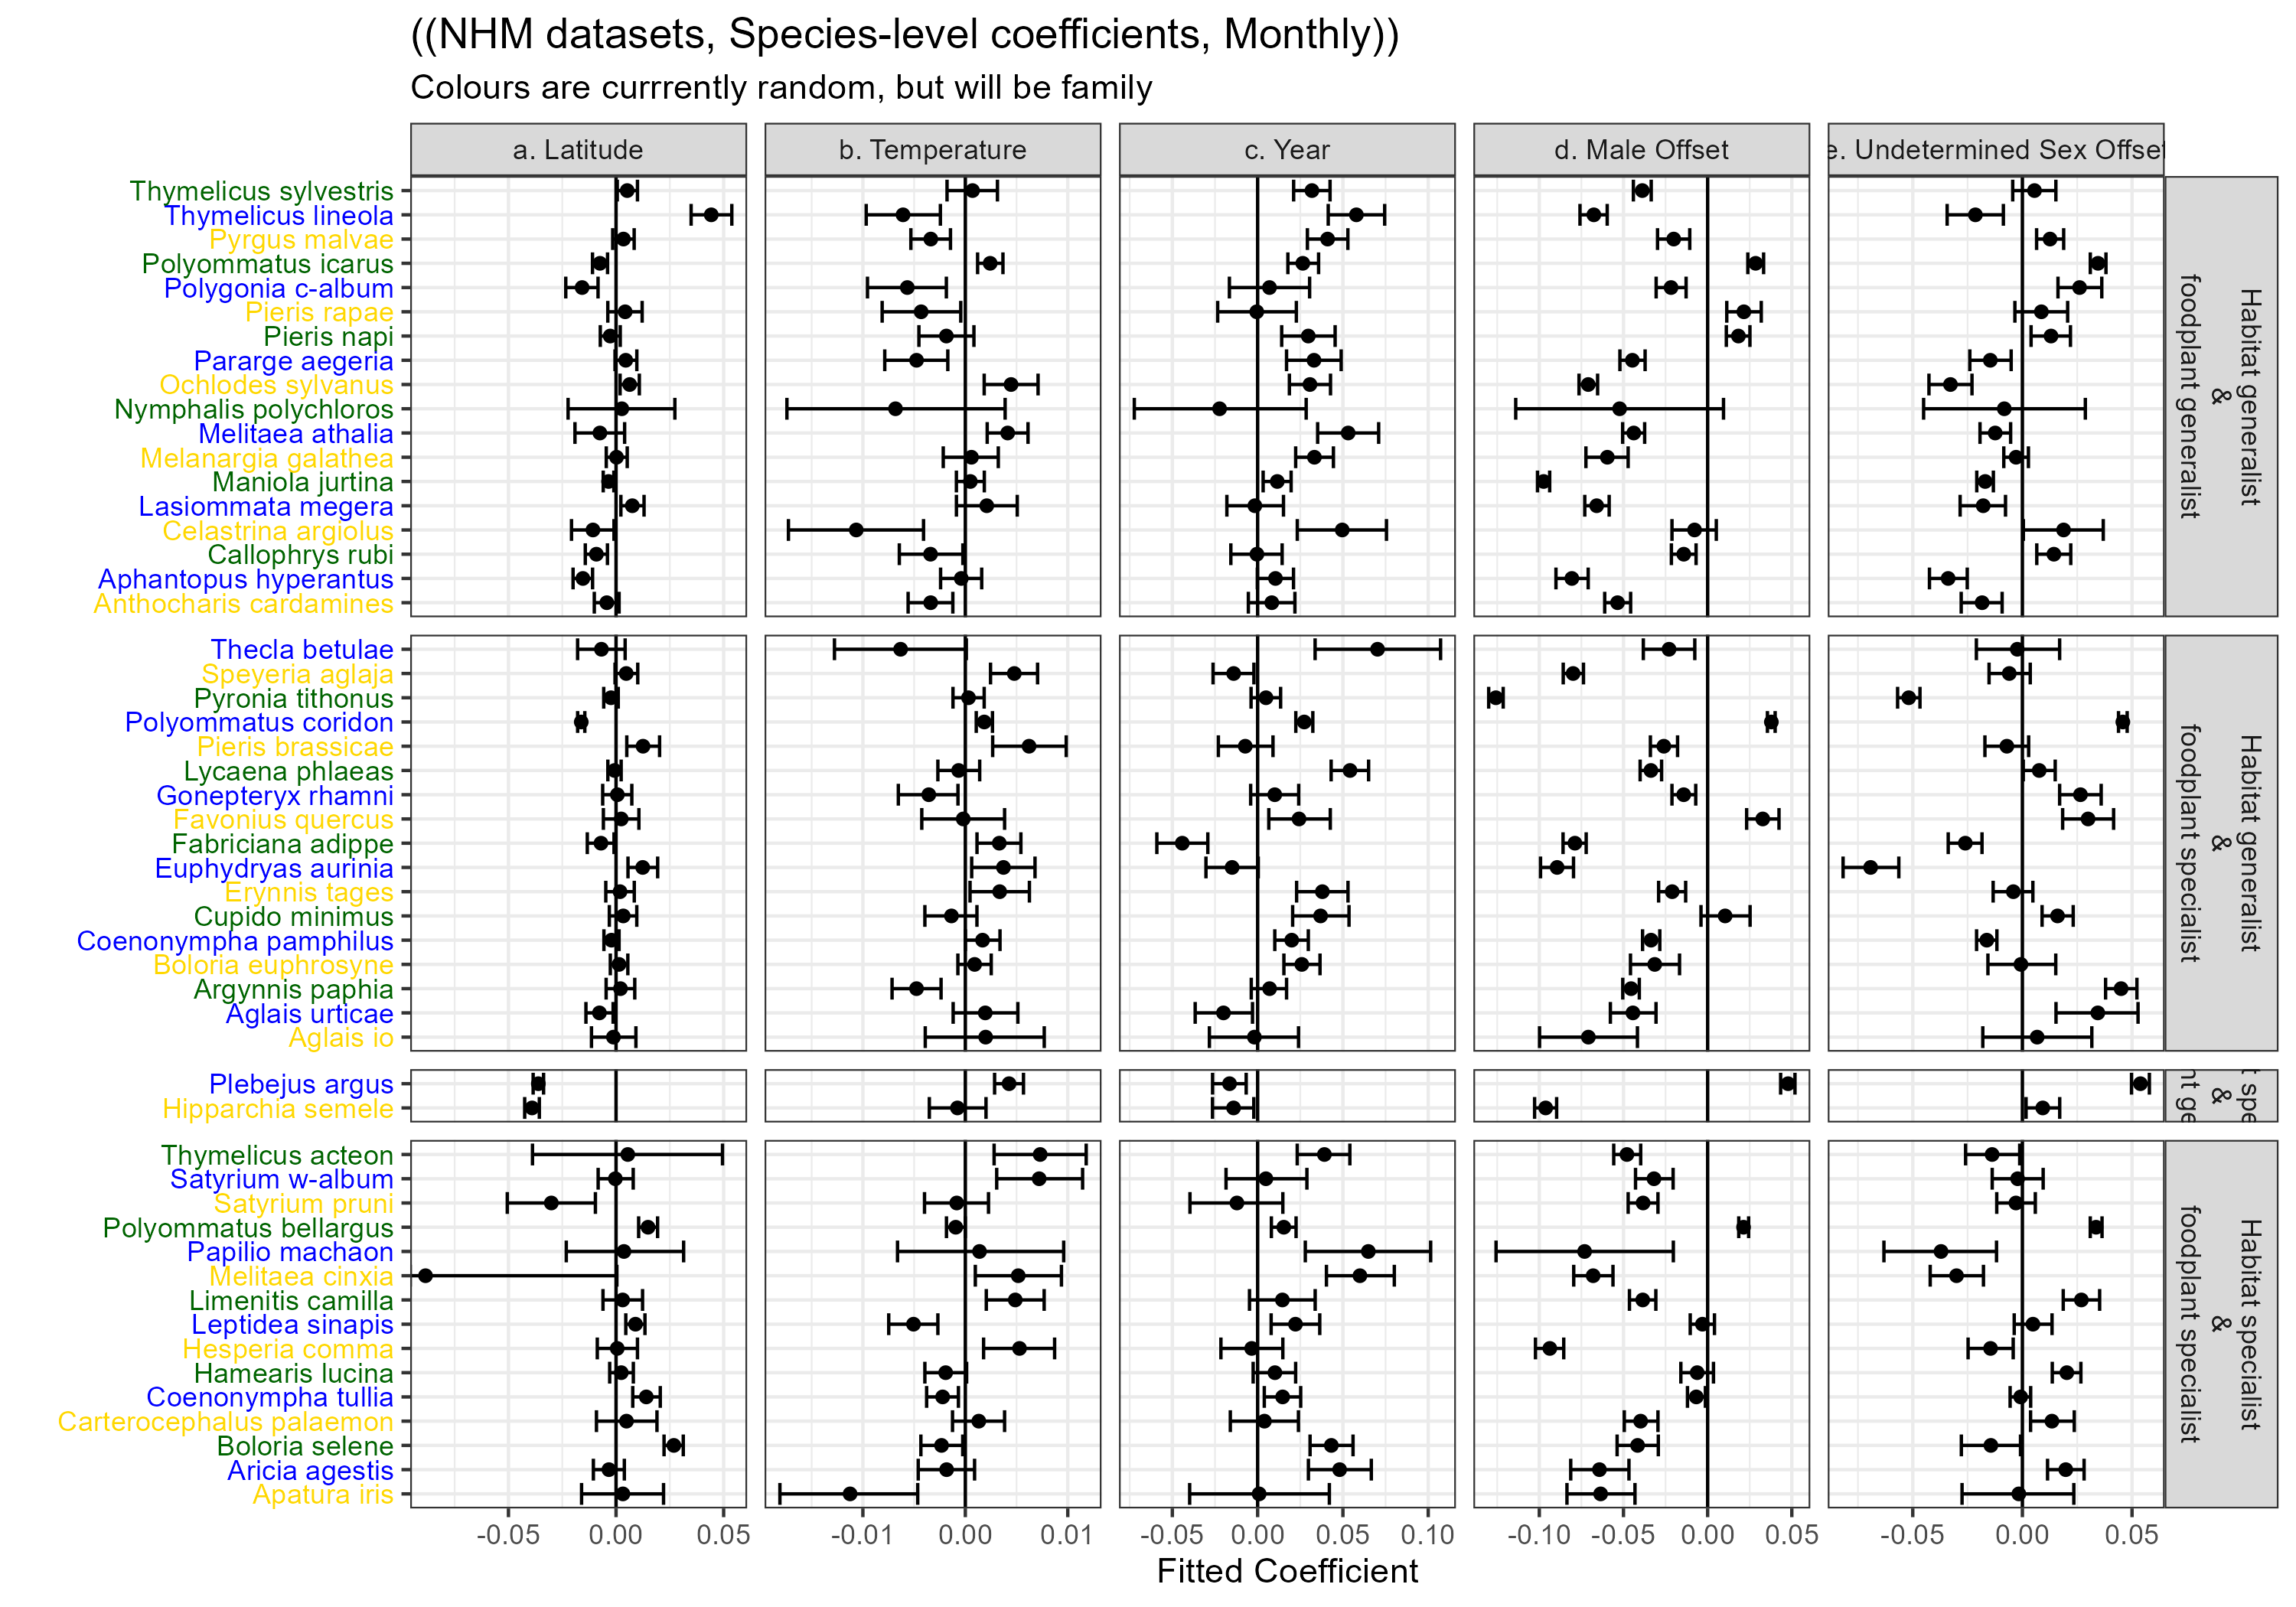 ((NHM datasets, Species-level coefficients, Monthly))
Colours are currrently random, but will be family
a. Latitude
b. Temperature
c. Year
d. Male Offset
e. Undetermined Sex Offset
Thymelicus sylvestris
Thymelicus lineola
Pyrgus malvae
Polyommatus icarus
Polygonia c-album
Pieris rapae
Pieris napi
Pararge aegeria
Ochlodes sylvanus
Nymphalis polychloros
Melitaea athalia
Melanargia galathea
Maniola jurtina
Lasiommata megera
Celastrina argiolus
Callophrys rubi
Aphantopus hyperantus
Anthocharis cardamines
Habitat generalist
&
foodplant generalist
Thecla betulae
Speyeria aglaja
Pyronia tithonus
Polyommatus coridon
Pieris brassicae
Lycaena phlaeas
Gonepteryx rhamni
Favonius quercus
Fabriciana adippe
Euphydryas aurinia
Erynnis tages
Cupido minimus
Coenonympha pamphilus
Boloria euphrosyne
Argynnis paphia
Aglais urticae
Aglais io
Habitat generalist
&
foodplant specialist
Plebejus argus
Hipparchia semele
t spe
&
nt ge
Thymelicus acteon
Satyrium w-album
Satyrium pruni
Polyommatus bellargus
Papilio machaon
Melitaea cinxia
Limenitis camilla
Leptidea sinapis
Hesperia comma
Hamearis lucina
Coenonympha tullia
Carterocephalus palaemon
Boloria selene
Aricia agestis
Apatura iris
Habitat specialist
&
foodplant specialist
-0.05 0.00 0.05
-0.01 0.00 0.01
-0.05 0.00 0.05 0.10
-0.10 -0.05 0.00 0.05
-0.05 0.00 0.05
Fitted Coefficient